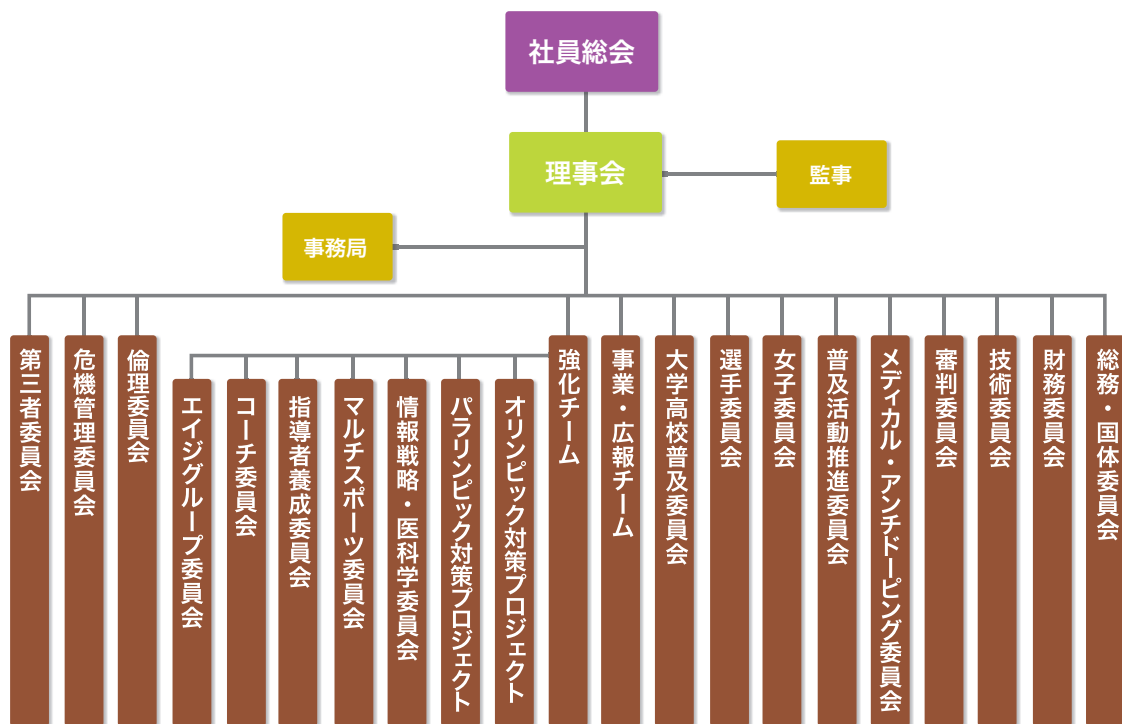 社員総会
理事会
監事
事務局
第三者委員会
危機管理委員会
倫理委員会
エイジグループ委員会
コーチ委員会
指導者養成委員会
マルチスポーツ委員会
情報戦略・医科学委員会
パラリンピック対策プロジェクト
オリンピック対策プロジェクト
強化チーム
事業・広報チーム
大学高校普及委員会
選手委員会
女子委員会
普及活動推進委員会
メディカル・アンチドーピング委員会
審判委員会
技術委員会
財務委員会
総務・国体委員会